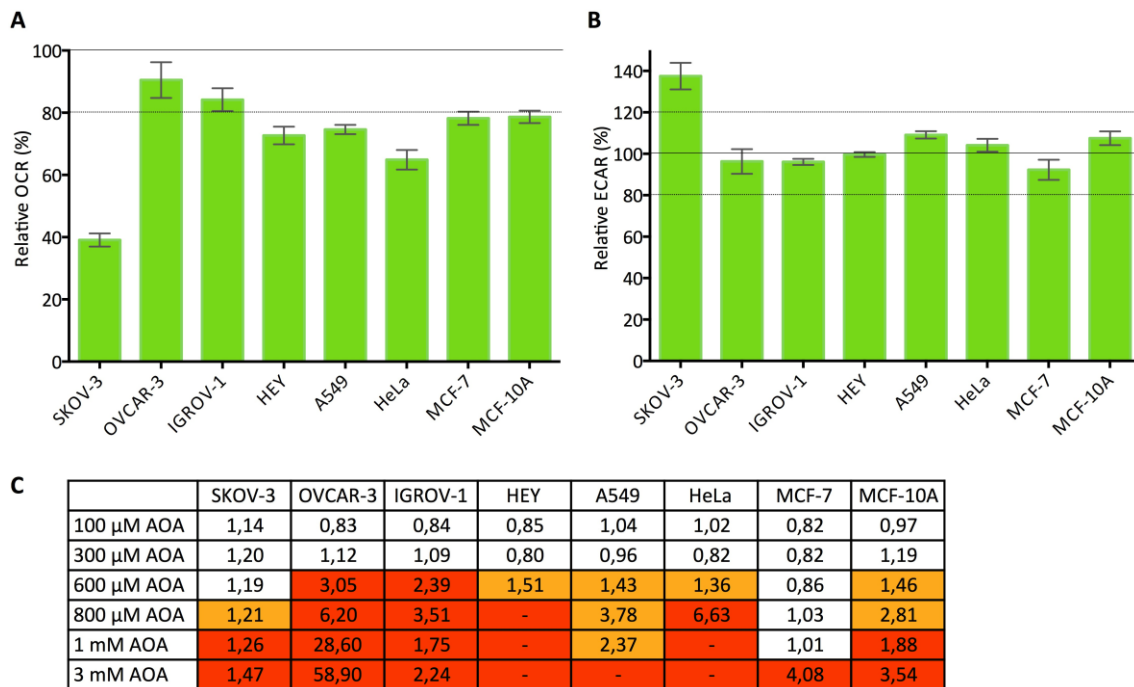 A
Relative OCR (%)
100
80
60
40
20
0
SKOV-3
OVCAR-3
IGROV-1
HEY
A549
HeLa
MCF-7
MCF-10A
B
Relative ECAR (%)
140
120
100
80
60
40
20
0
SKOV-3
OVCAR-3
IGROV-1
HEY
A549
HeLa
MCF-7
MCF-10A
C
SKOV-3 OVCAR-3 IGROV-1 HEY A549 HeLa MCF-7 MCF-10A
100 µM AOA 1,14 0,83 0,84 0,85 1,04 1,02 0,82 0,97
300 µM AOA 1,20 1,12 1,09 0,80 0,96 0,82 0,82 1,19
600 µM AOA 1,19 3,05 2,39 1,51 1,43 1,36 0,86 1,46
800 µM AOA 1,21 6,20 3,51 - 3,78 6,63 1,03 2,81
1 mM AOA 1,26 28,60 1,75 - 2,37 - 1,01 1,88
3 mM AOA 1,47 58,90 2,24 - - - 4,08 3,54